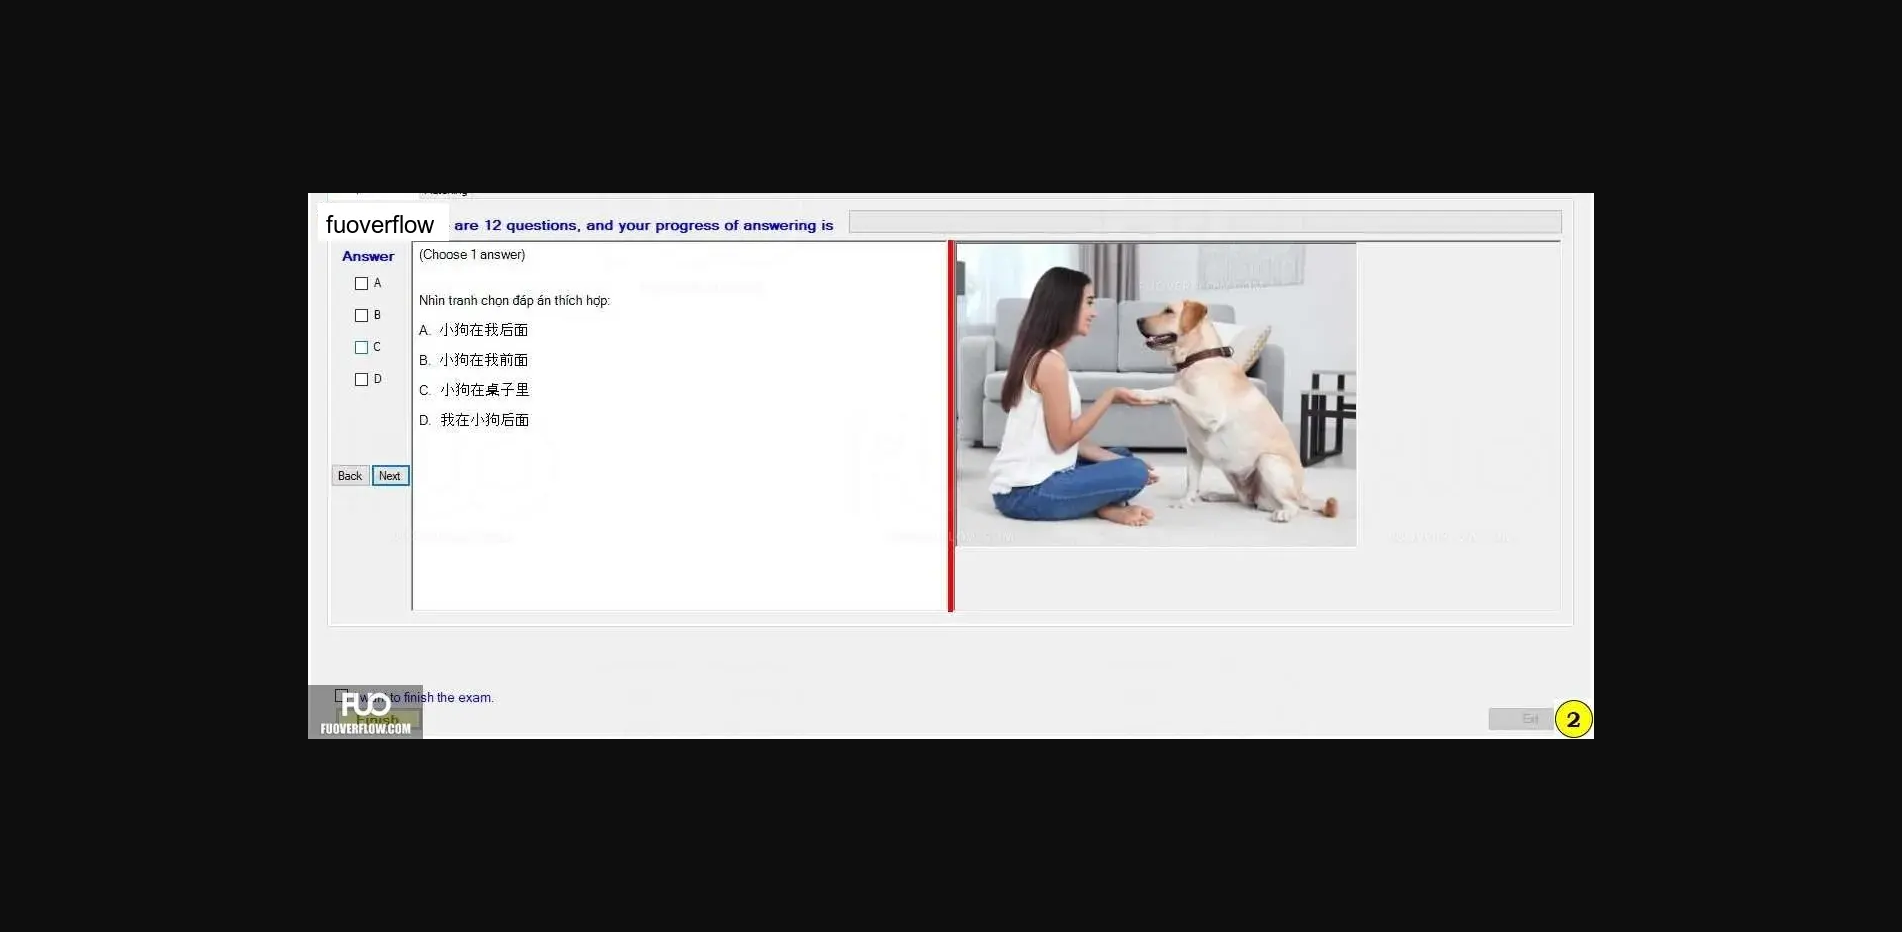 fuoverflow
are 12 questions, and your progress of answering is
Answer
(Choose 1 answer)
A
B
C
D
Nhìn tranh chọn đáp án thích hợp:
A. 小狗在我后面
B. 小狗在我前面
C. 小狗在桌子里
D. 我在小狗后面
Back
Next
I want to finish the exam.
Finish
FUO
FUOVERFLOW.COM
Exit
2
FUOVERFLOW.COM